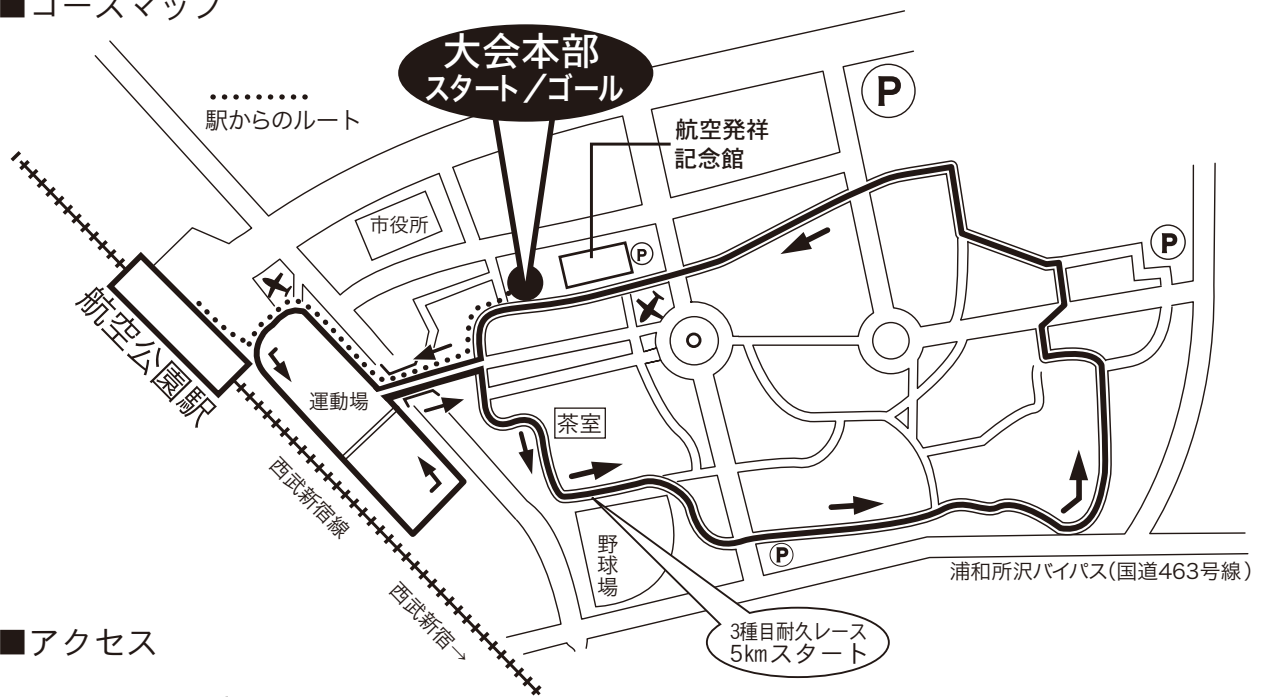 ■コースマップ
大会本部
スタート/ゴール
P
駅からのルート
航空発祥
記念館
市役所
P
P
航空公園駅
運動場
茶室
西武新宿線
野球場
P
浦和所沢バイパス(国道463号線)
西武新宿→
3種目耐久レース
5kmスタート
■アクセス